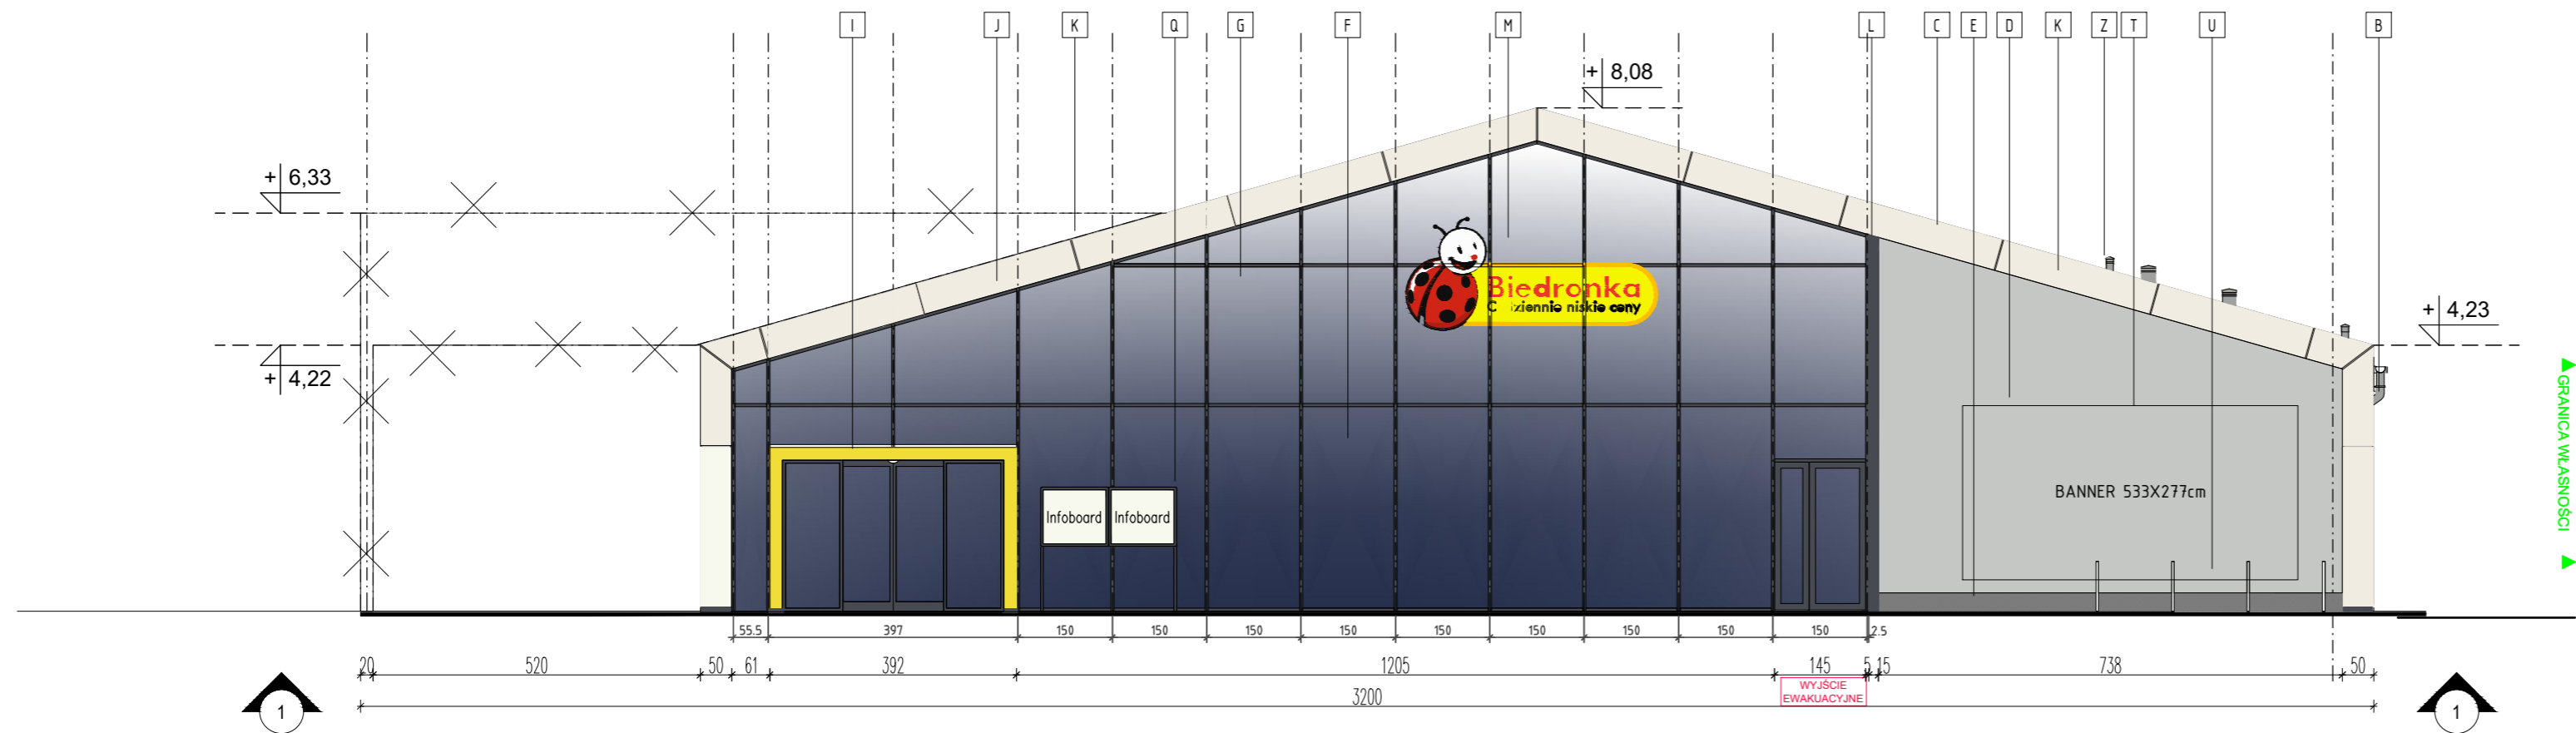 I J K Q G F M L C E D K Z T U B
+ 8,08
+ 6,33
+ 4,22
+ 4,23
Biedronka
C ziennie niskie ceny
Infoboard Infoboard
BANNER 533X277cm
GRANICA WŁASNOŚCI
55.5 397 150 150 150 150 150 150 150 150 150 2.5
20 520 50 61 392 1205 145 5 15 738 50
WYJŚCIE
EWAKUACYJNE
3200
1 1